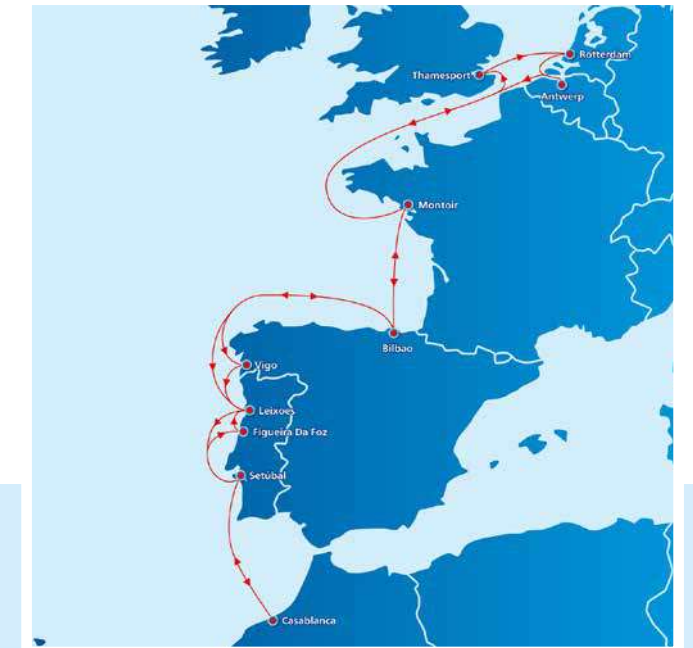 Rotterdam
Thamesport
Antwerp
Montoir
Bilbao
Vigo
Leixoes
Figueira Da Foz
Setúbal
Casablanca